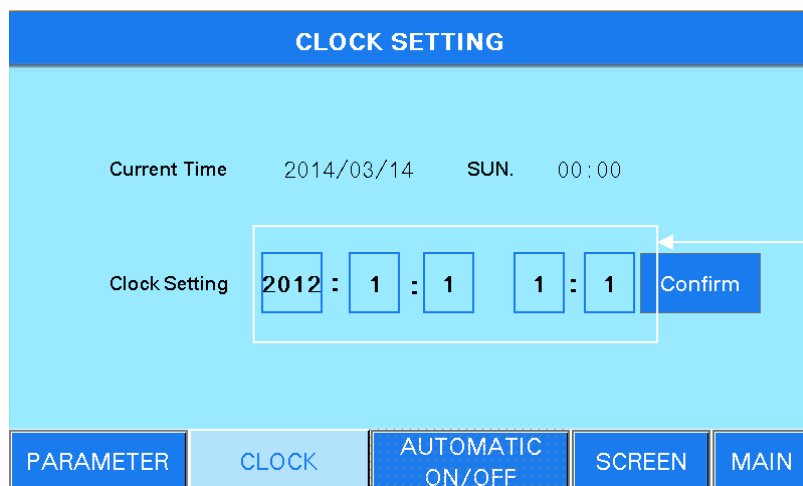 CLOCK SETTING
Current Time 2014/03/14 SUN. 00:00
Clock Setting 2012 : 1 : 1 1 : 1 Confirm
PARAMETER CLOCK AUTOMATIC ON/OFF SCREEN MAIN